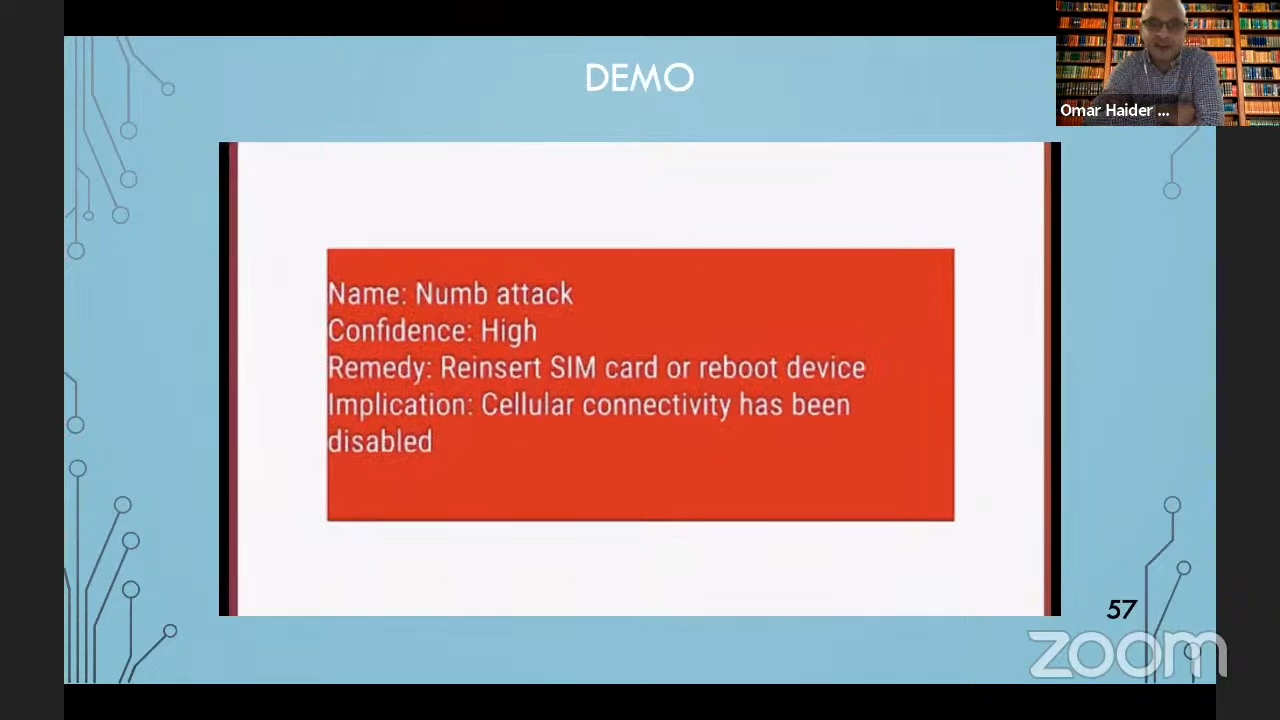 DEMO
Omar Haider ...
Name: Numb attack
Confidence: High
Remedy: Reinsert SIM card or reboot device
Implication: Cellular connectivity has been
disabled
57
zoom